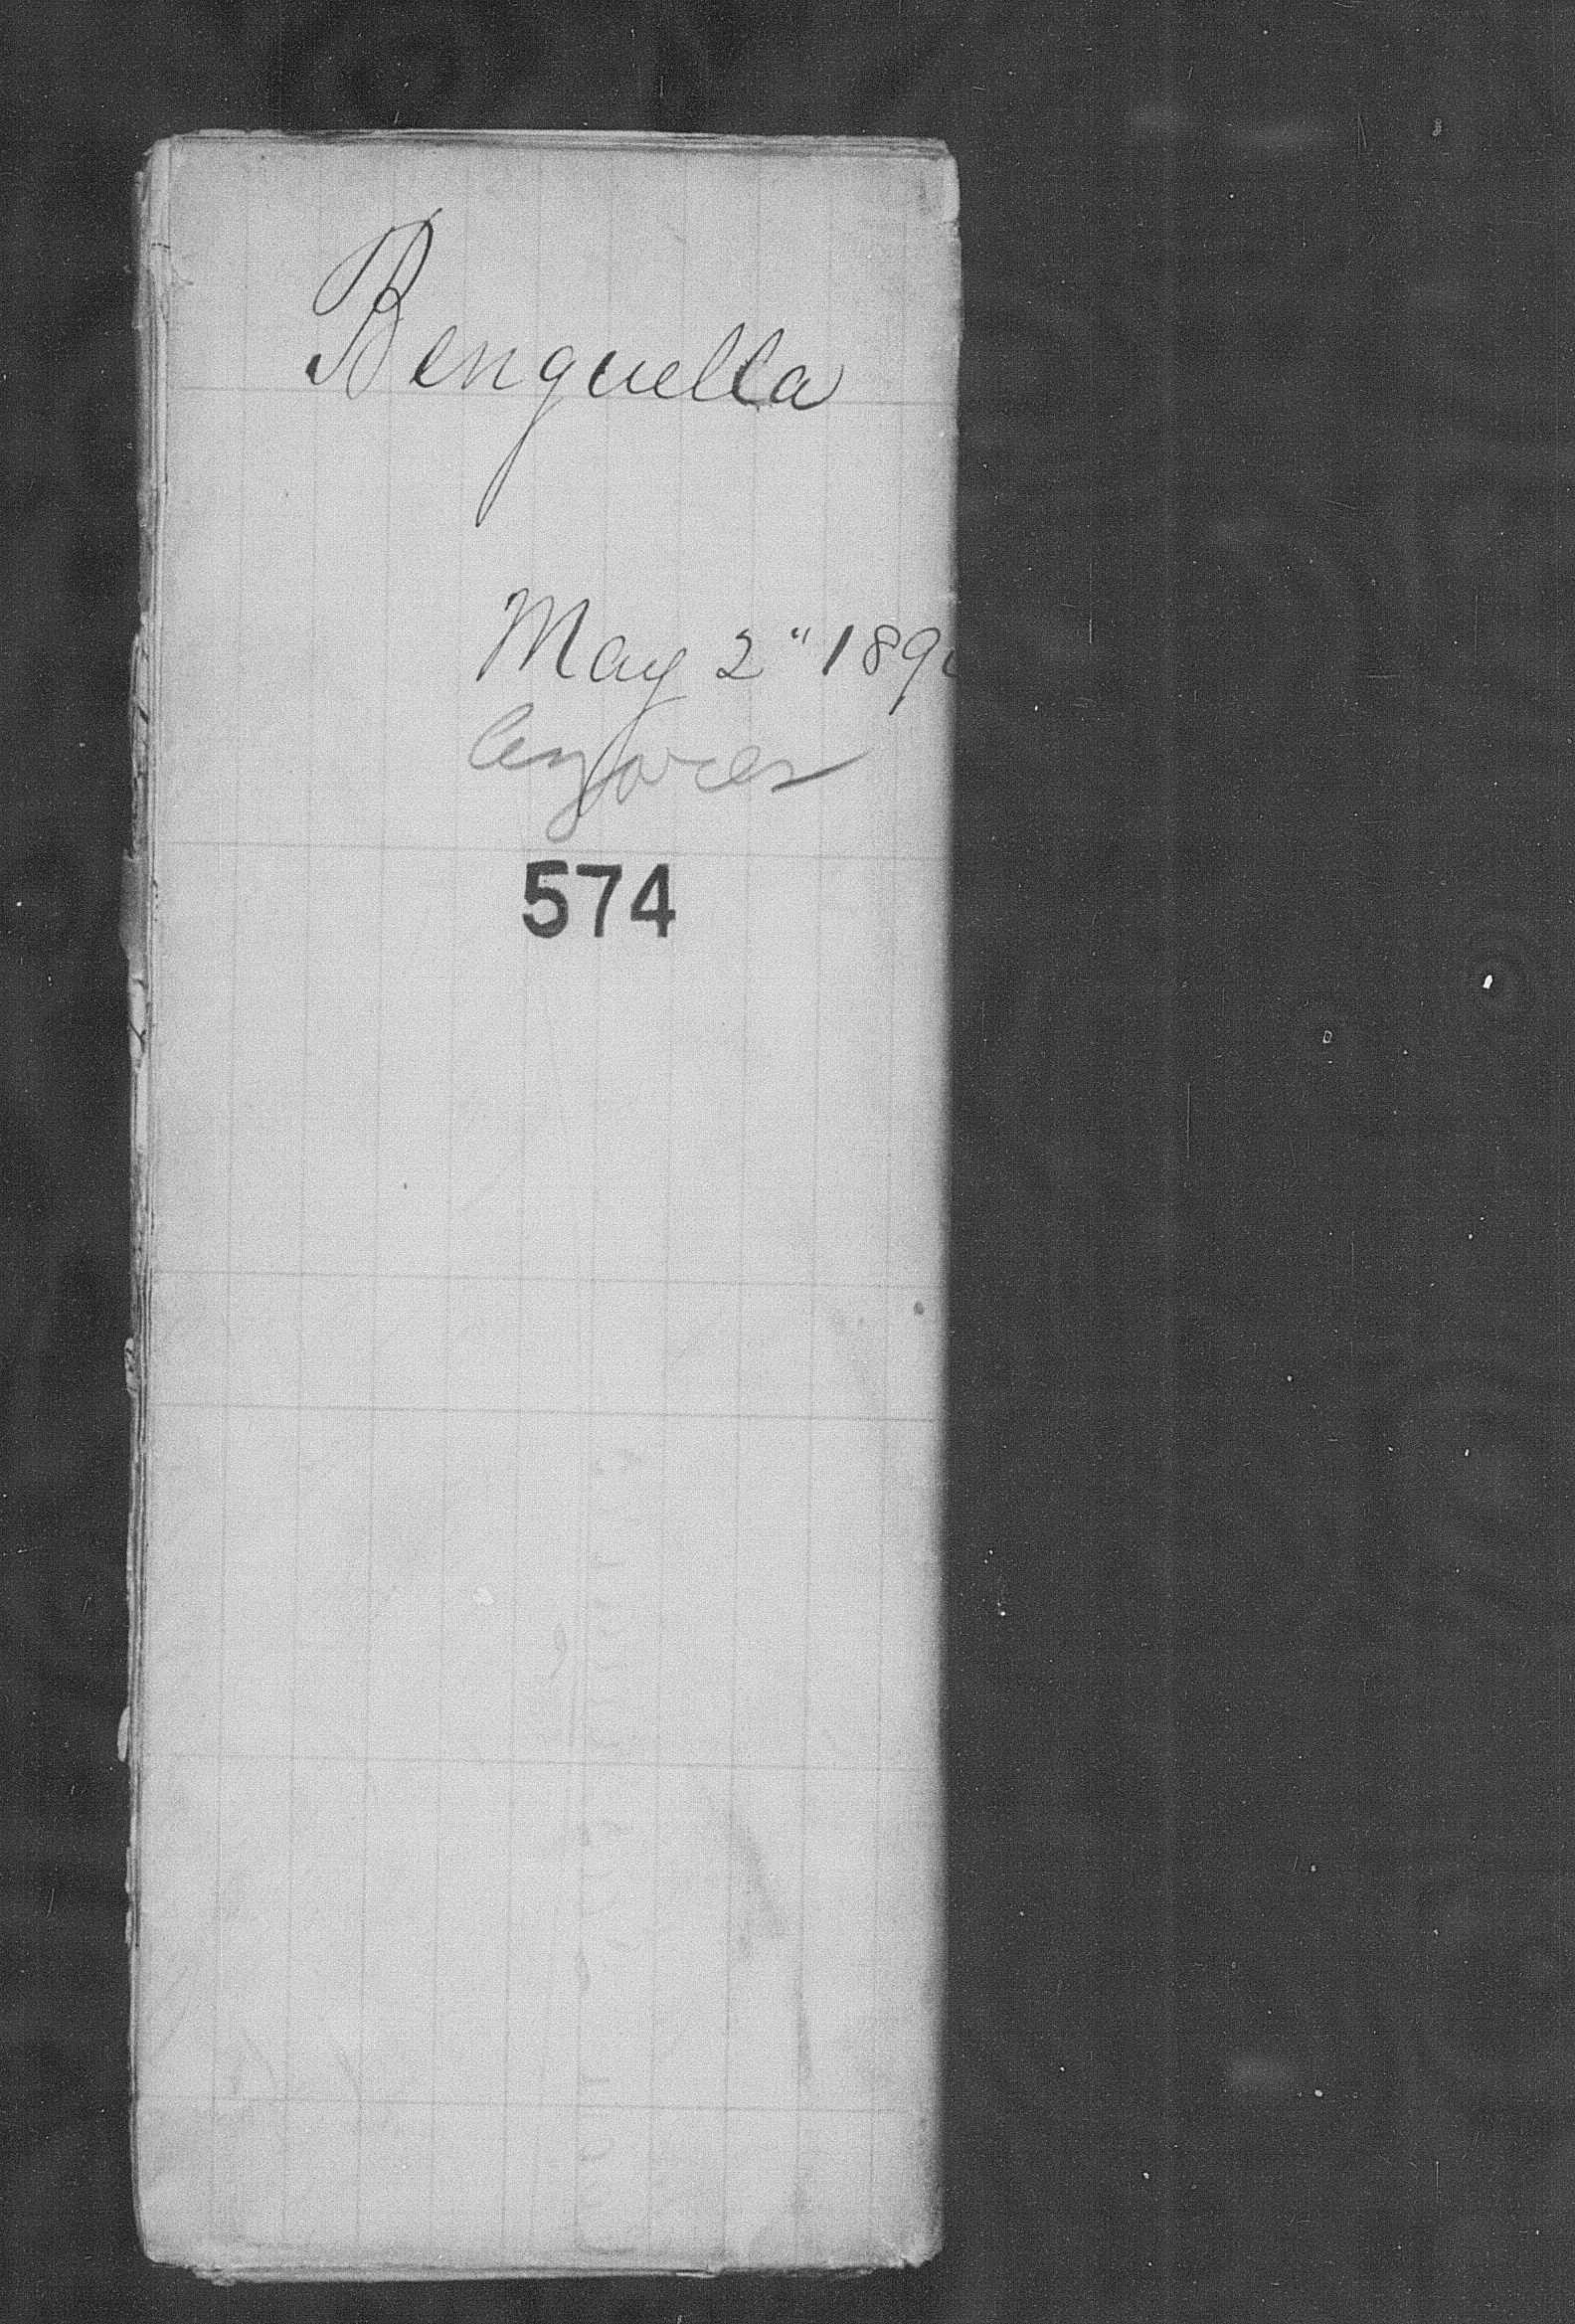 Benguella
May 2" 189
Azores
574